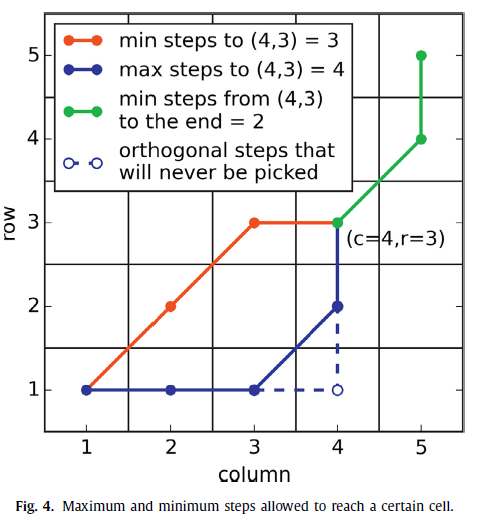 min steps to (4,3) = 3
max steps to (4,3) = 4
min steps from (4,3)
to the end = 2
orthogonal steps that
will never be picked
5
4
3
2
1
row
(c=4,r=3)
1 2 3 4 5
column
Fig. 4. Maximum and minimum steps allowed to reach a certain cell.